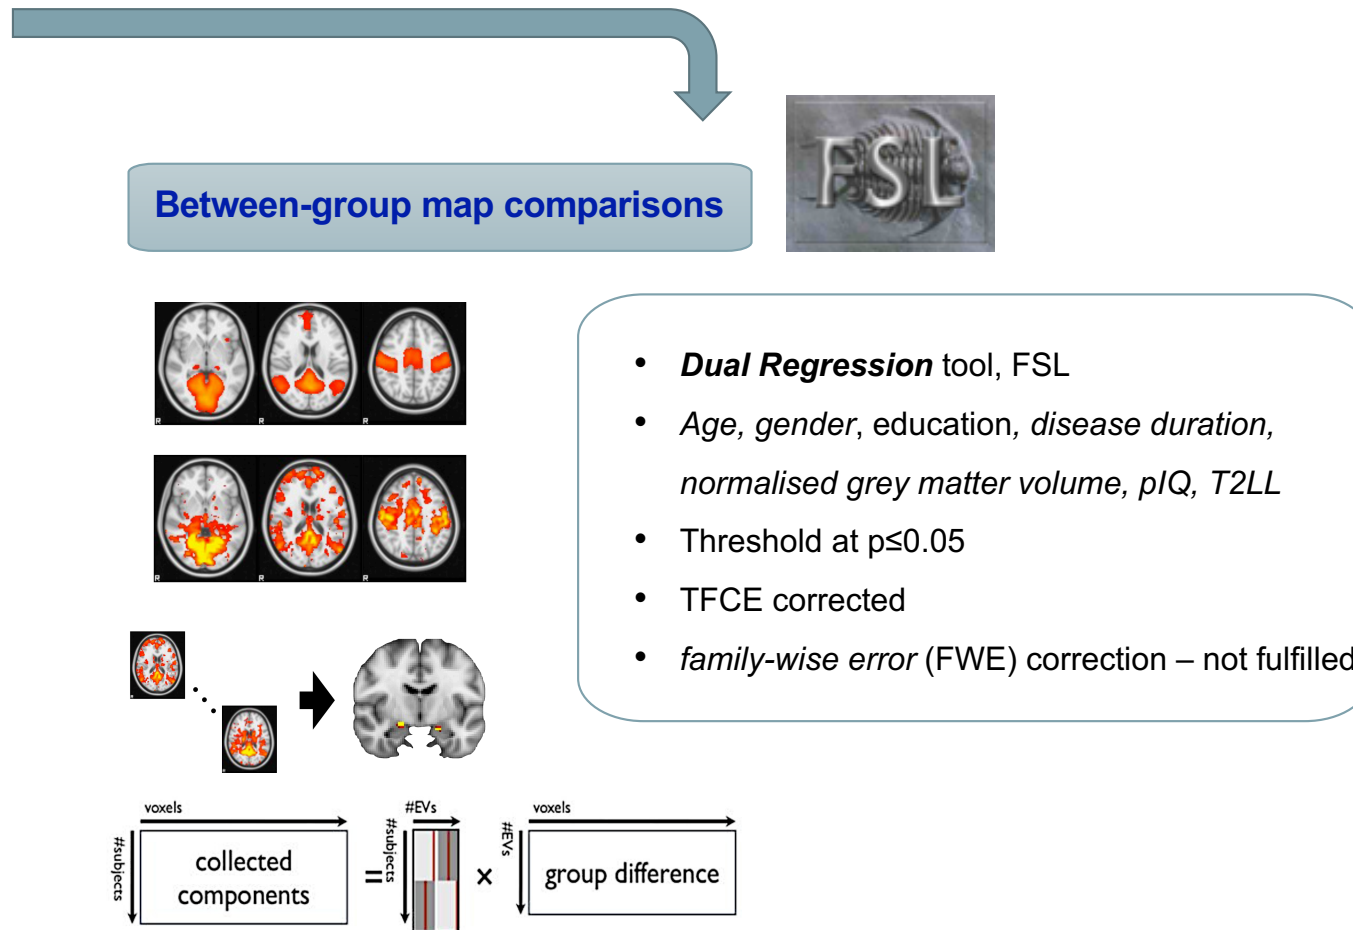 FSL
Between-group map comparisons
R
R
• Dual Regression tool, FSL
• Age, gender, education, disease duration,
normalised grey matter volume, pIQ, T2LL
• Threshold at p≤0.05
• TFCE corrected
• family-wise error (FWE) correction – not fulfilled
voxels
#subjects
collected
components
=
#EVs
#subjects
×
voxels
#EVs
group difference